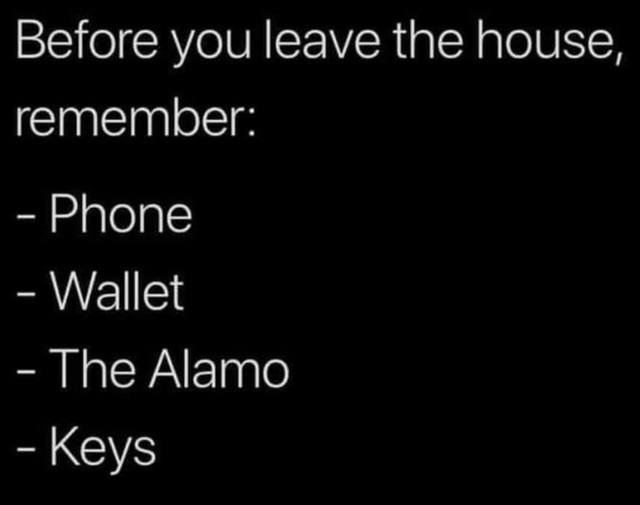 Before you leave the house,
remember:
- Phone
- Wallet
- The Alamo
- Keys